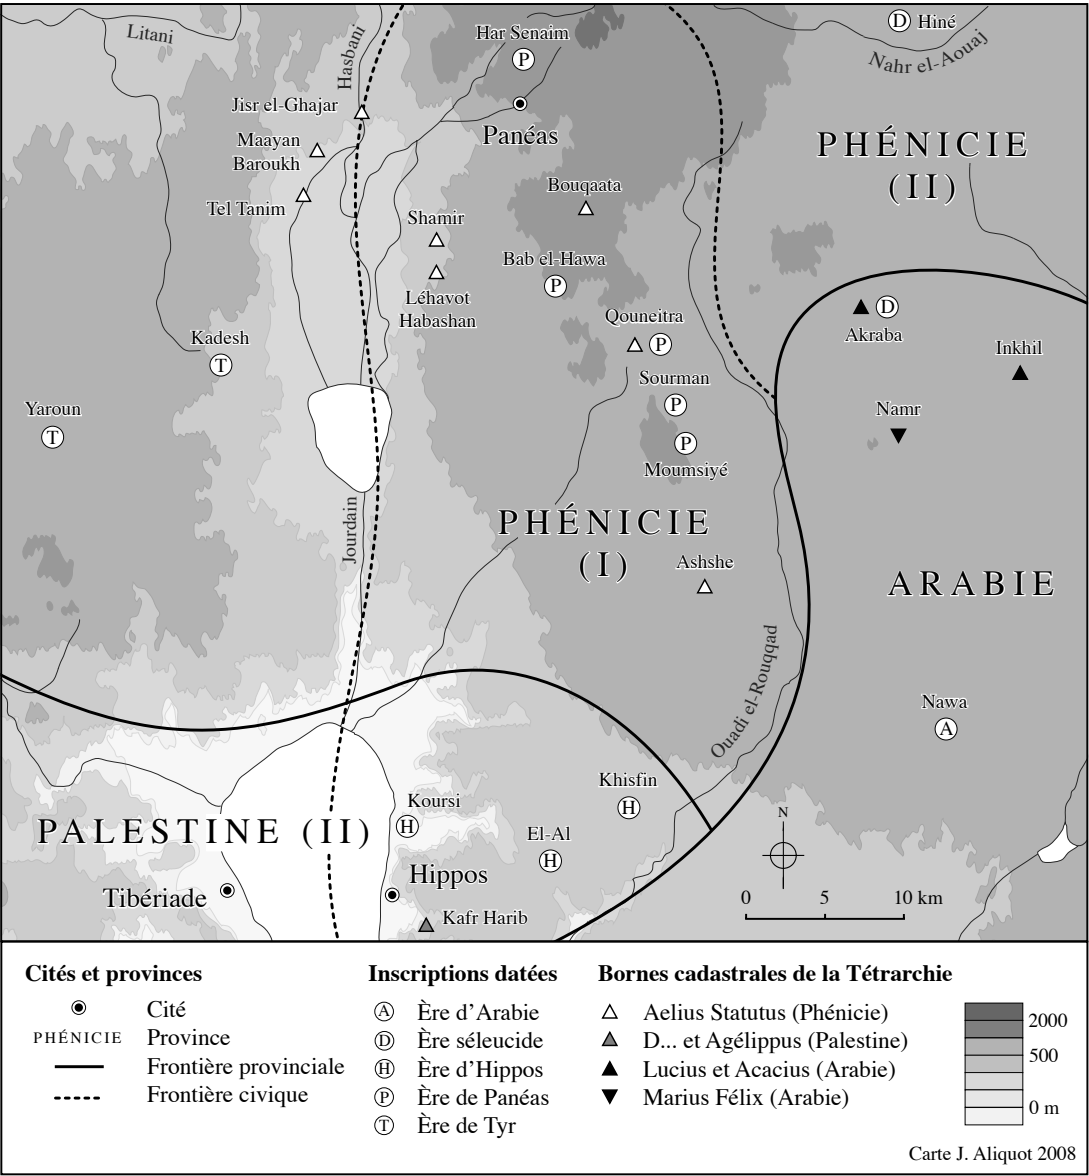 Litani
Hasbani
Har Senaim
P
D Hiné
Nahr el-Aouaj
Jisr el-Ghajar
Panéas
Maayan
Baroukh
PHÉNICIE
(II)
Tel Tanim
Bouqaata
Shamir
Bab el-Hawa
P
Léhavot
Habashan
Qouneitra
P
D
Akraba
Inkhil
Kadesh
T
Sourman
P
Yaroun
T
Namr
P
Moumsiyé
Jourdain
PHÉNICIE
(I)
Ashshe
ARABIE
Ouadi el-Rouqqad
Nawa
A
Khisfin
H
Koursi
H
PALESTINE (II)
El-Al
H
N
Hippos
Tibériade
Kafr Harib
0 5 10 km
Cités et provinces
Cité
PHÉNICIE Province
Frontière provinciale
Frontière civique
Inscriptions datées
A Ère d'Arabie
D Ère séleucide
H Ère d'Hippos
P Ère de Panéas
T Ère de Tyr
Bornes cadastrales de la Tétrarchie
Aelius Statutus (Phénicie)
D... et Agélippus (Palestine)
Lucius et Acacius (Arabie)
Marius Félix (Arabie)
2000
500
0 m
Carte J. Aliquot 2008